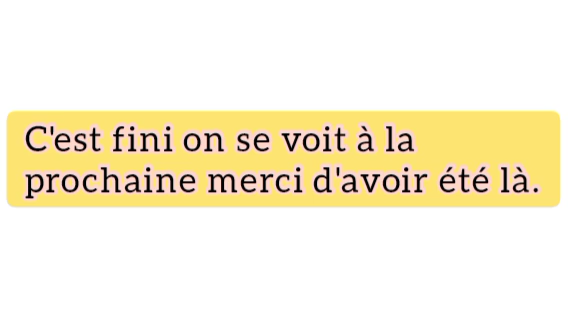 C'est fini on se voit à la
prochaine merci d'avoir été là.